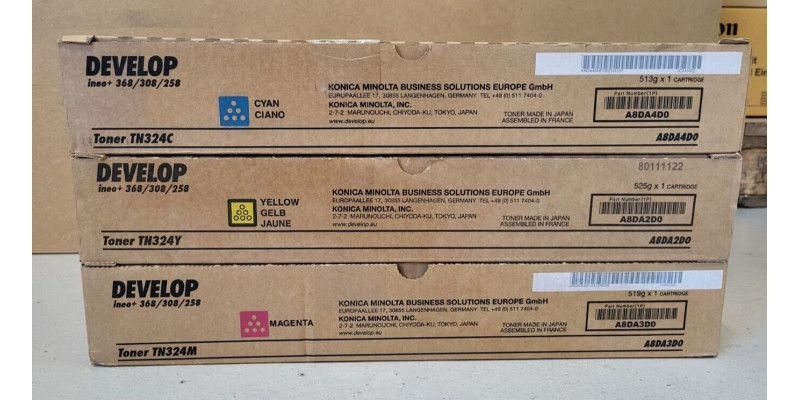 DEVELOP
ineo+ 368/308/258
CYAN
CIANO
KONICA MINOLTA BUSINESS SOLUTIONS EUROPE GmbH
EUROPAALLEE 17, 30855 LANGENHAGEN, GERMANY TEL +49 (0) 511 7404-0
KONICA MINOLTA, INC.
2-7-2 MARUNOUCHI, CHIYODA-KU, TOKYO, JAPAN
www.develop.eu
TONER MADE IN JAPAN
ASSEMBLED IN FRANCE
513g x 1 CARTRIDGE
Part Number(1P)
A8DA4D0
Toner TN324C
A8DA4D0
DEVELOP
ineo+ 368/308/258
YELLOW
GELB
JAUNE
KONICA MINOLTA BUSINESS SOLUTIONS EUROPE GmbH
EUROPAALLEE 17, 30855 LANGENHAGEN, GERMANY TEL +49 (0) 511 7404-0
KONICA MINOLTA, INC.
2-7-2 MARUNOUCHI, CHIYODA-KU, TOKYO, JAPAN
www.develop.eu
TONER MADE IN JAPAN
ASSEMBLED IN FRANCE
80111122
525g x 1 CARTRIDGE
Part Number(1P)
A8DA2D0
Toner TN324Y
A8DA2D0
DEVELOP
ineo+ 368/308/258
MAGENTA
KONICA MINOLTA BUSINESS SOLUTIONS EUROPE GmbH
EUROPAALLEE 17, 30855 LANGENHAGEN, GERMANY TEL +49 (0) 511 7404-0
KONICA MINOLTA, INC.
2-7-2 MARUNOUCHI, CHIYODA-KU, TOKYO, JAPAN
www.develop.eu
TONER MADE IN JAPAN
ASSEMBLED IN FRANCE
519g x 1 CARTRIDGE
Part Number(1P)
A8DA3D0
Toner TN324M
A8DA3D0